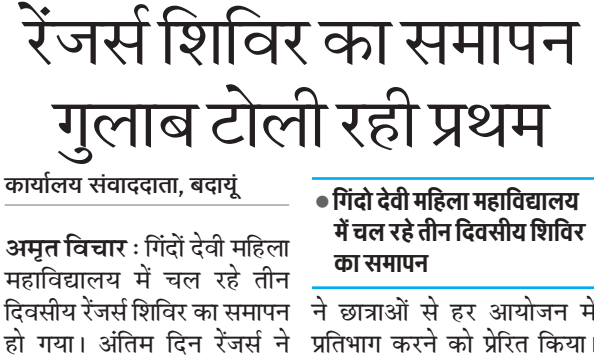 रेंजर्स शिविर का समापन
गुलाब टोली रही प्रथम
कार्यालय संवाददाता, बदायूं
अमृत विचार : गिंदों देवी महिला
महाविद्यालय में चल रहे तीन
दिवसीय रेंजर्स शिविर का समापन
हो गया। अंतिम दिन रेंजर्स ने
● गिंदो देवी महिला महाविद्यालय
में चल रहे तीन दिवसीय शिविर
का समापन
ने छात्राओं से हर आयोजन में
प्रतिभाग करने को प्रेरित किया।